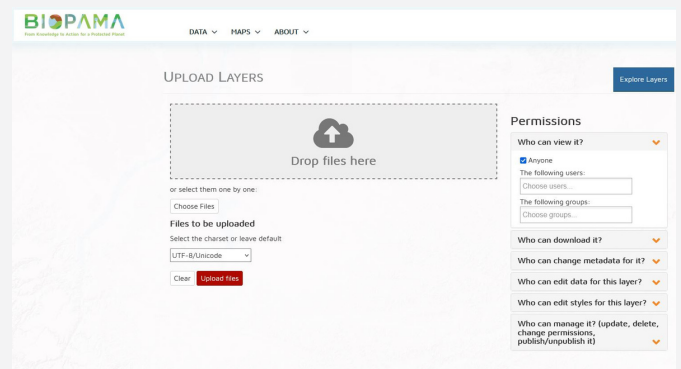 BIOPAMA
From Knowledge to Action for a Protected Planet
DATA MAPS ABOUT
UPLOAD LAYERS
Explore Layers
Drop files here
or select them one by one:
Choose Files
Files to be uploaded
Select the charset or leave default
UTF-8/Unicode
Clear Upload files
Permissions
Who can view it?
Anyone
The following users:
Choose users...
The following groups:
Choose groups...
Who can download it?
Who can change metadata for it?
Who can edit data for this layer?
Who can edit styles for this layer?
Who can manage it? (update, delete,
change permissions,
publish/unpublish it)